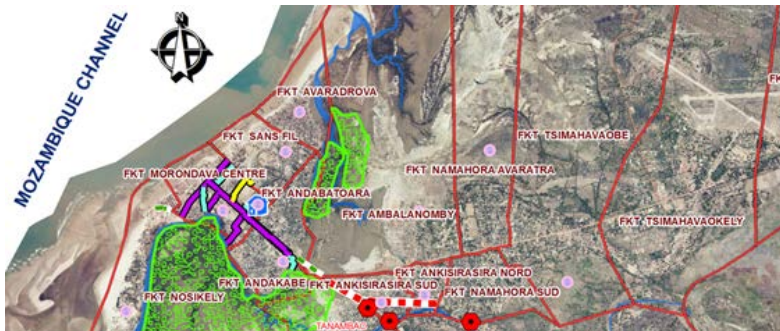 MOZAMBIQUE CHANNEL
FKT AVARADROVA
FKT SANS FIL
FKT TSIMAHAVAOBE
FKT MORONDAVA CENTRE
FKT NAMAHORA AVARATRA
FKT ANDABATOARA
FKT AMBALANOMBY
FKT TSIMAHAVAOKELY
FKT ANKISIRASIRA NORD
FKT ANDAKABE
FKT ANKISIRASIRA SUD
FKT NAMAHORA SUD
FKT NOSIKELY